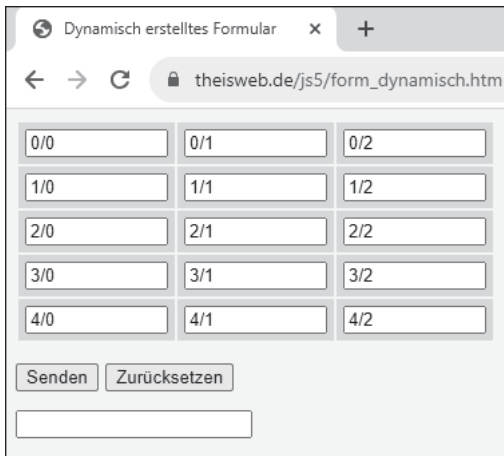 Dynamisch erstelltes Formular
theisweb.de/js5/form_dynamisch.htm
0/0 0/1 0/2
1/0 1/1 1/2
2/0 2/1 2/2
3/0 3/1 3/2
4/0 4/1 4/2
Senden Zurücksetzen